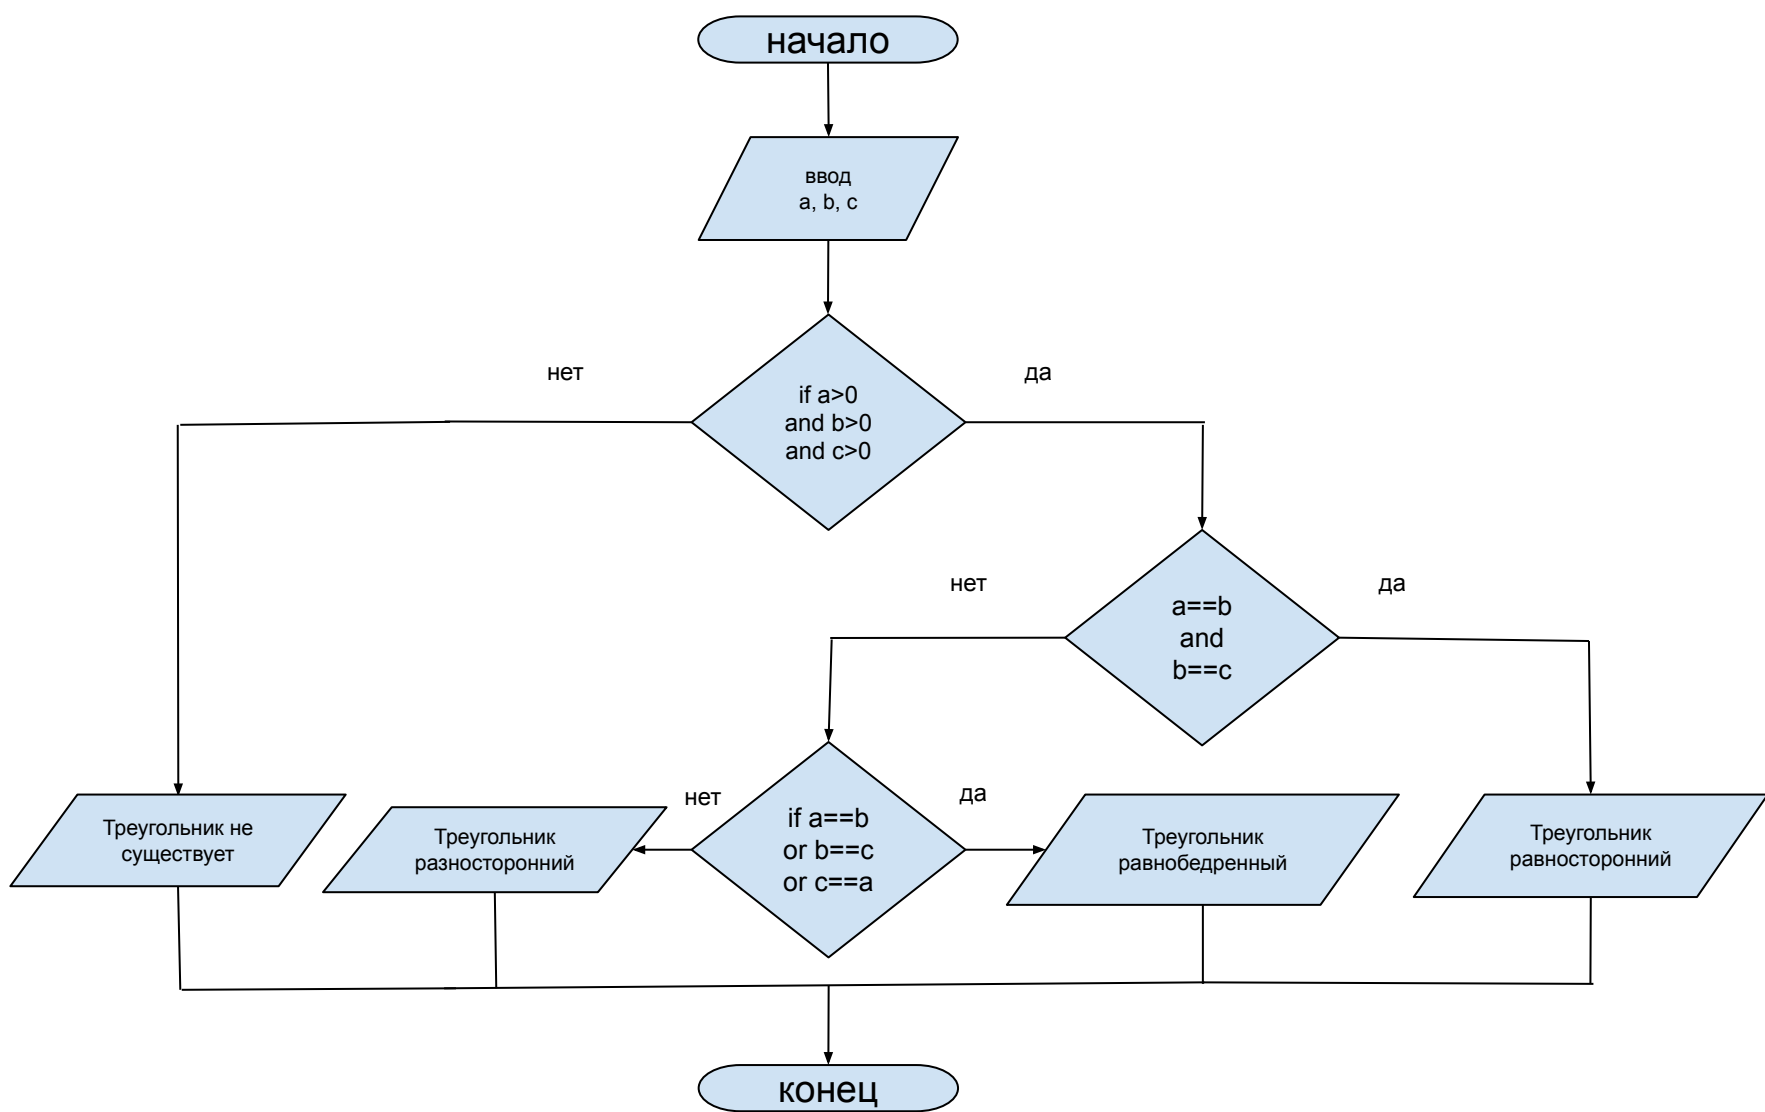 начало
ввод
a, b, c
нет
да
if a>0
and b>0
and c>0
нет
да
a==b
and
b==c
нет
да
Треугольник не
существует
Треугольник
разносторонний
if a==b
or b==c
or c==a
Треугольник
равнобедренный
Треугольник
равносторонний
конец